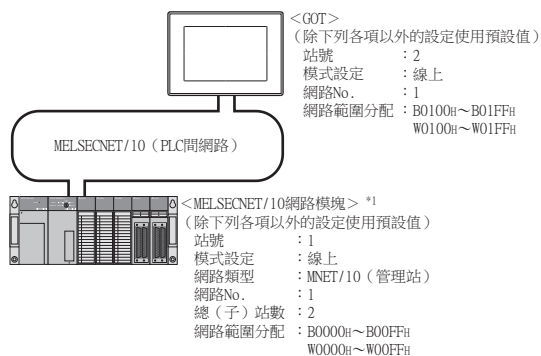 ＜GOT＞
（除下列各項以外的設定使用預設值）
站號　　　　：2
模式設定　　：線上
網路No.　　：1
網路範圍分配：B0100H～B01FFH
W0100H～W01FFH
MELSECNET/10（PLC間網路）
＜MELSECNET/10網路模塊＞ *1
（除下列各項以外的設定使用預設值）
站號　　　　：1
模式設定　　：線上
網路類型　　：MNET/10（管理站）
網路No.　　：1
總（子）站數：2
網路範圍分配：B0000H～B00FFH
W0000H～W00FFH